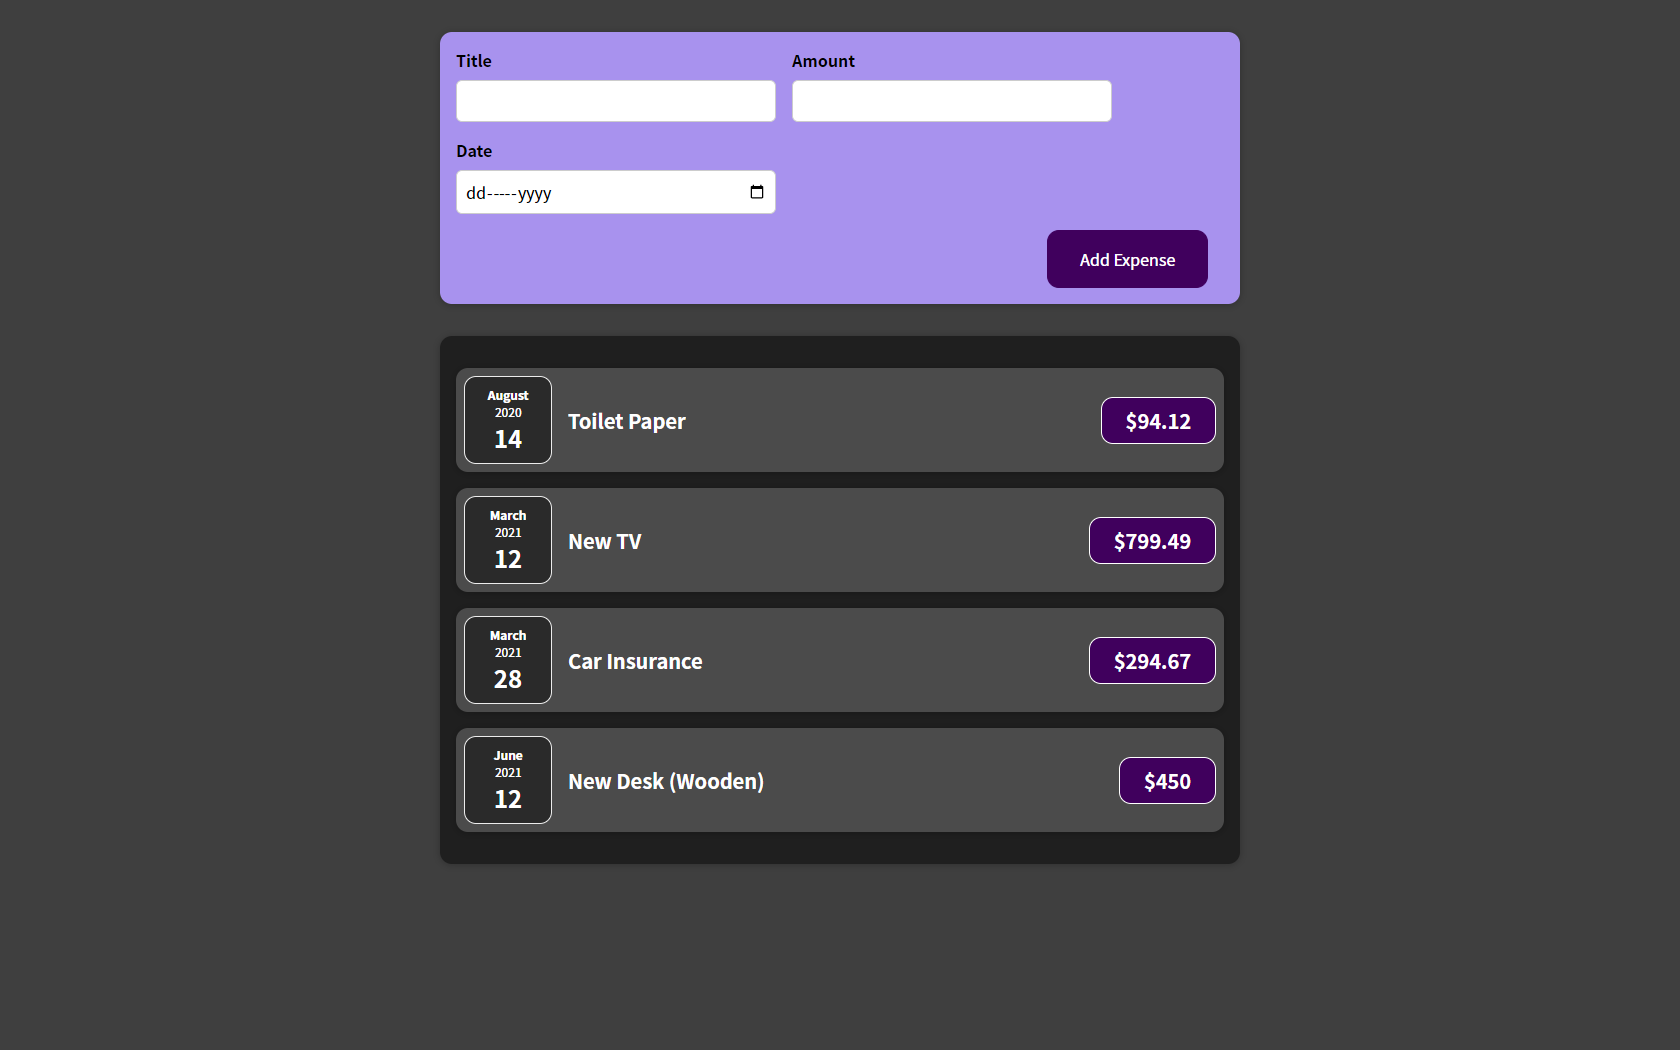 Title
Amount
Date
dd-----yyyy
Add Expense
August
2020
14
Toilet Paper
$94.12
March
2021
12
New TV
$799.49
March
2021
28
Car Insurance
$294.67
June
2021
12
New Desk (Wooden)
$450